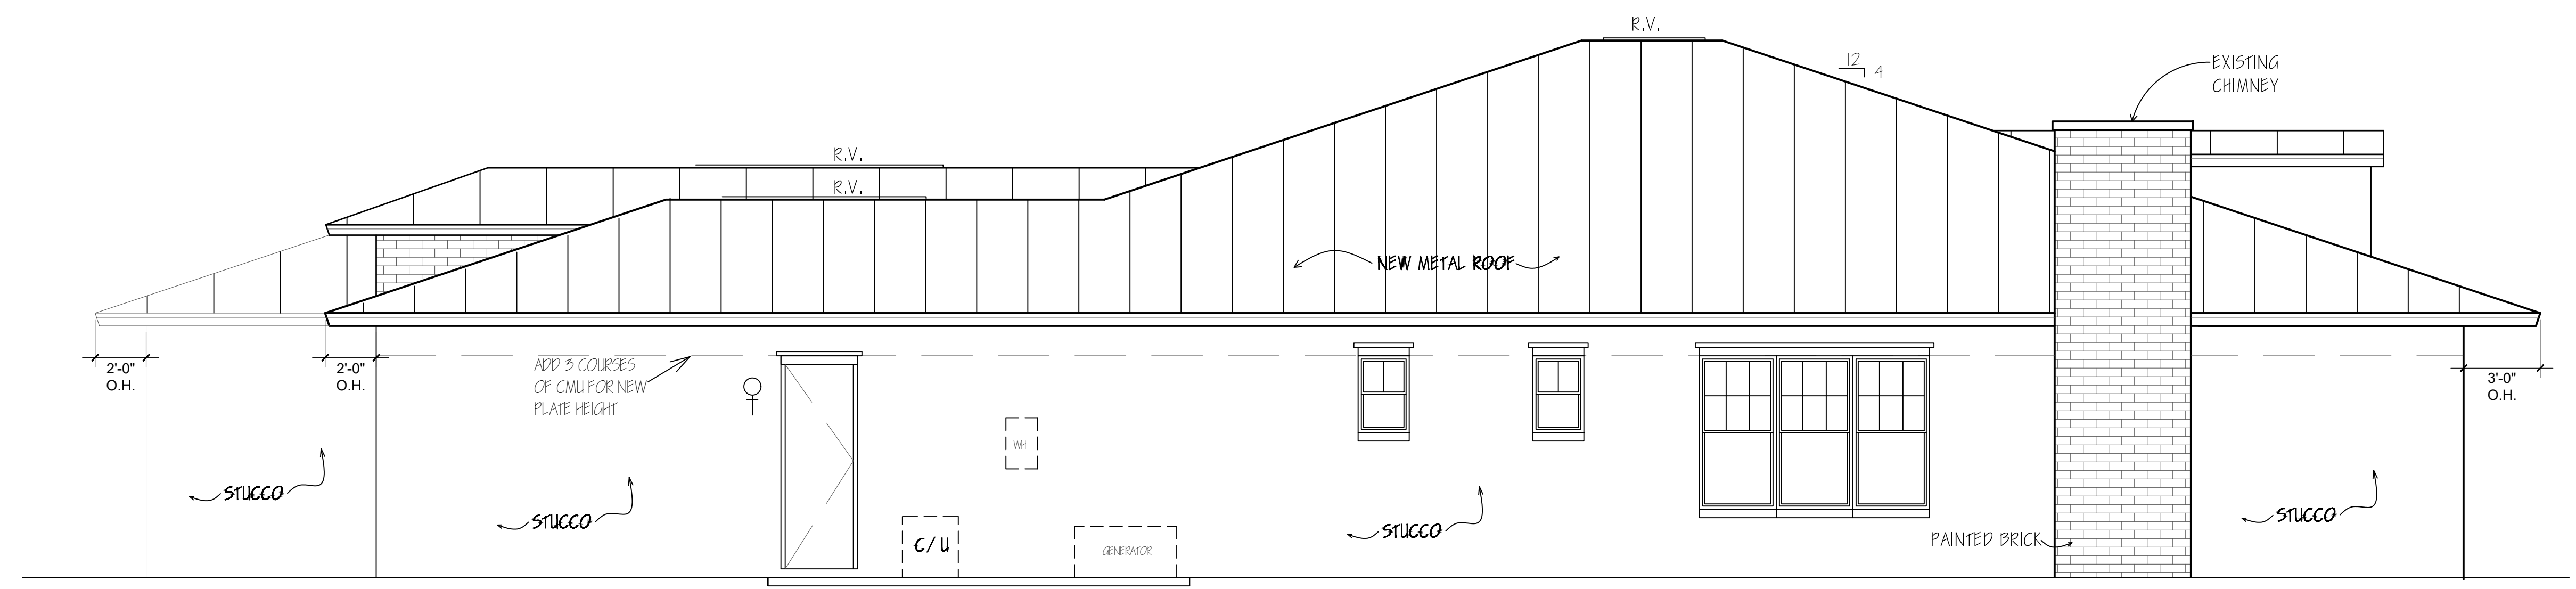 R.V.
12
4
EXISTING
CHIMNEY
R.V.
R.V.
NEW METAL ROOF
2'-0"
O.H.
2'-0"
O.H.
ADD 3 COURSES
OF CMU FOR NEW
PLATE HEIGHT
3'-0"
O.H.
WH
STUCCO
STUCCO
STUCCO
STUCCO
C/U
GENERATOR
PAINTED BRICK